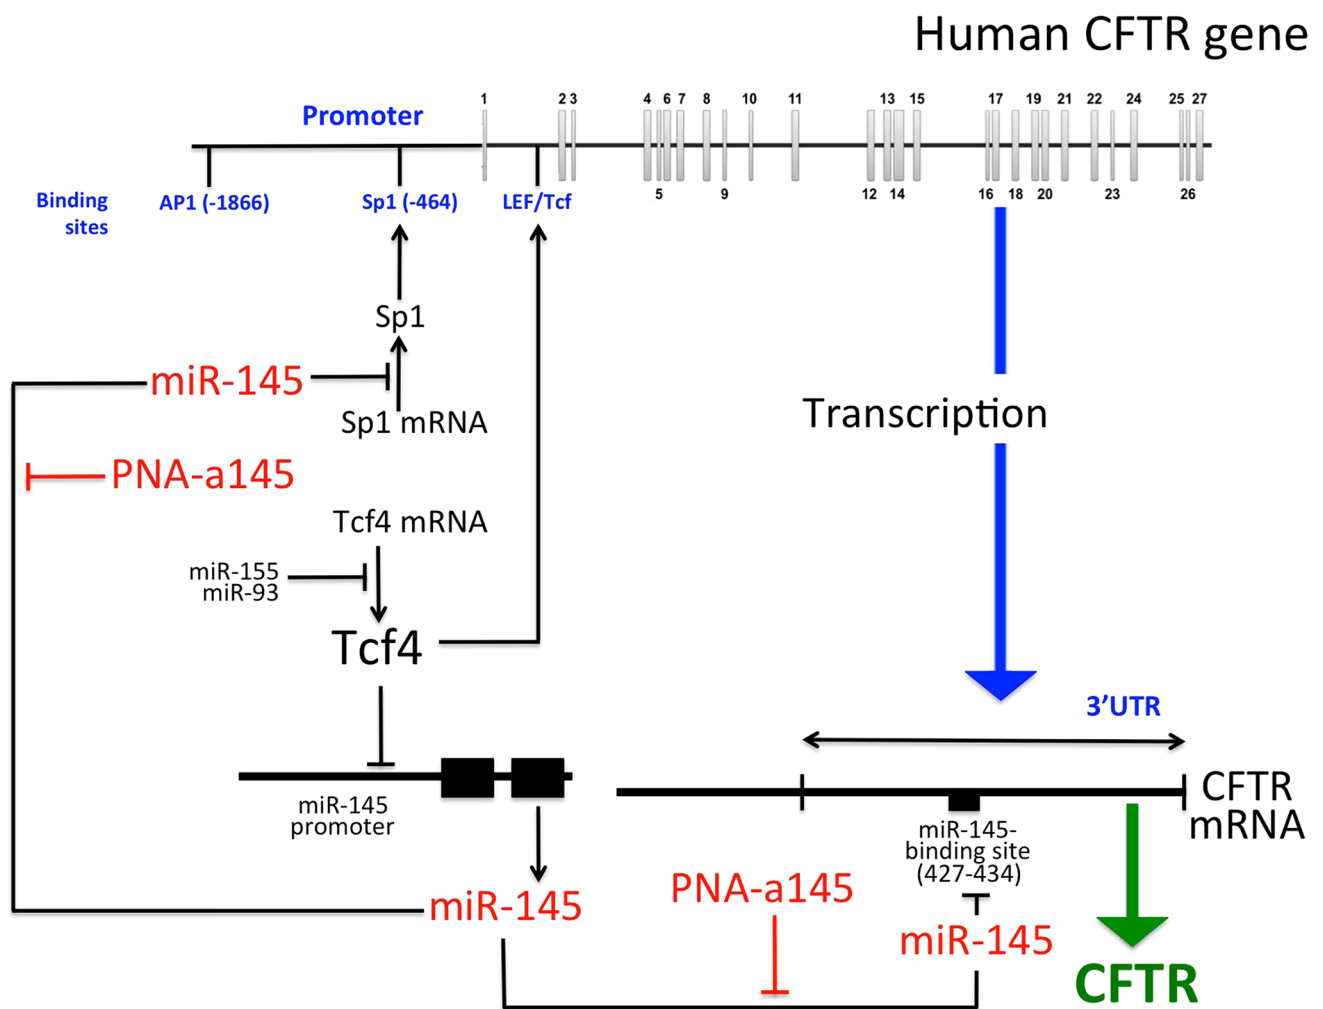 Human CFTR gene
1 2 3 4 6 7 8 10 11 13 15 17 19 21 22 24 25 27
Promoter
5 9 12 14 16 18 20 23 26
Binding
sites
AP1 (-1866)
Sp1 (-464)
LEF/Tcf
Sp1
miR-145
Sp1 mRNA
Transcription
PNA-a145
Tcf4 mRNA
miR-155
miR-93
Tcf4
3’UTR
miR-145
promoter
CFTR
mRNA
miR-145-
binding site
(427-434)
PNA-a145
miR-145
miR-145
CFTR